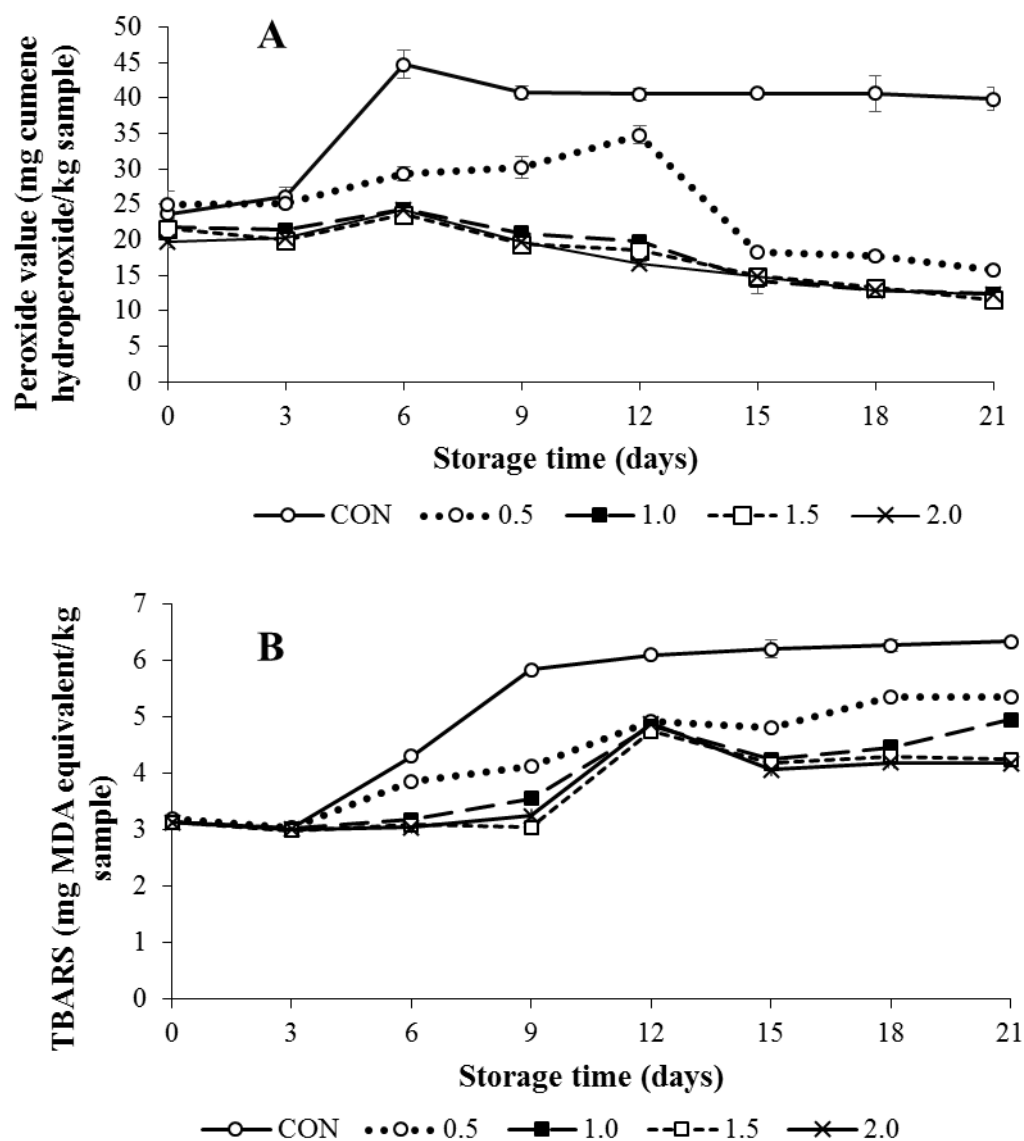 A
50
45
40
35
30
25
20
15
10
5
0
Peroxide value (mg cumene
hydroperoxide/kg sample)
0 3 6 9 12 15 18 21
Storage time (days)
CON 0.5 1.0 1.5 2.0
B
7
6
5
4
3
2
1
0
TBARS (mg MDA equivalent/kg
sample)
0 3 6 9 12 15 18 21
Storage time (days)
CON 0.5 1.0 1.5 2.0